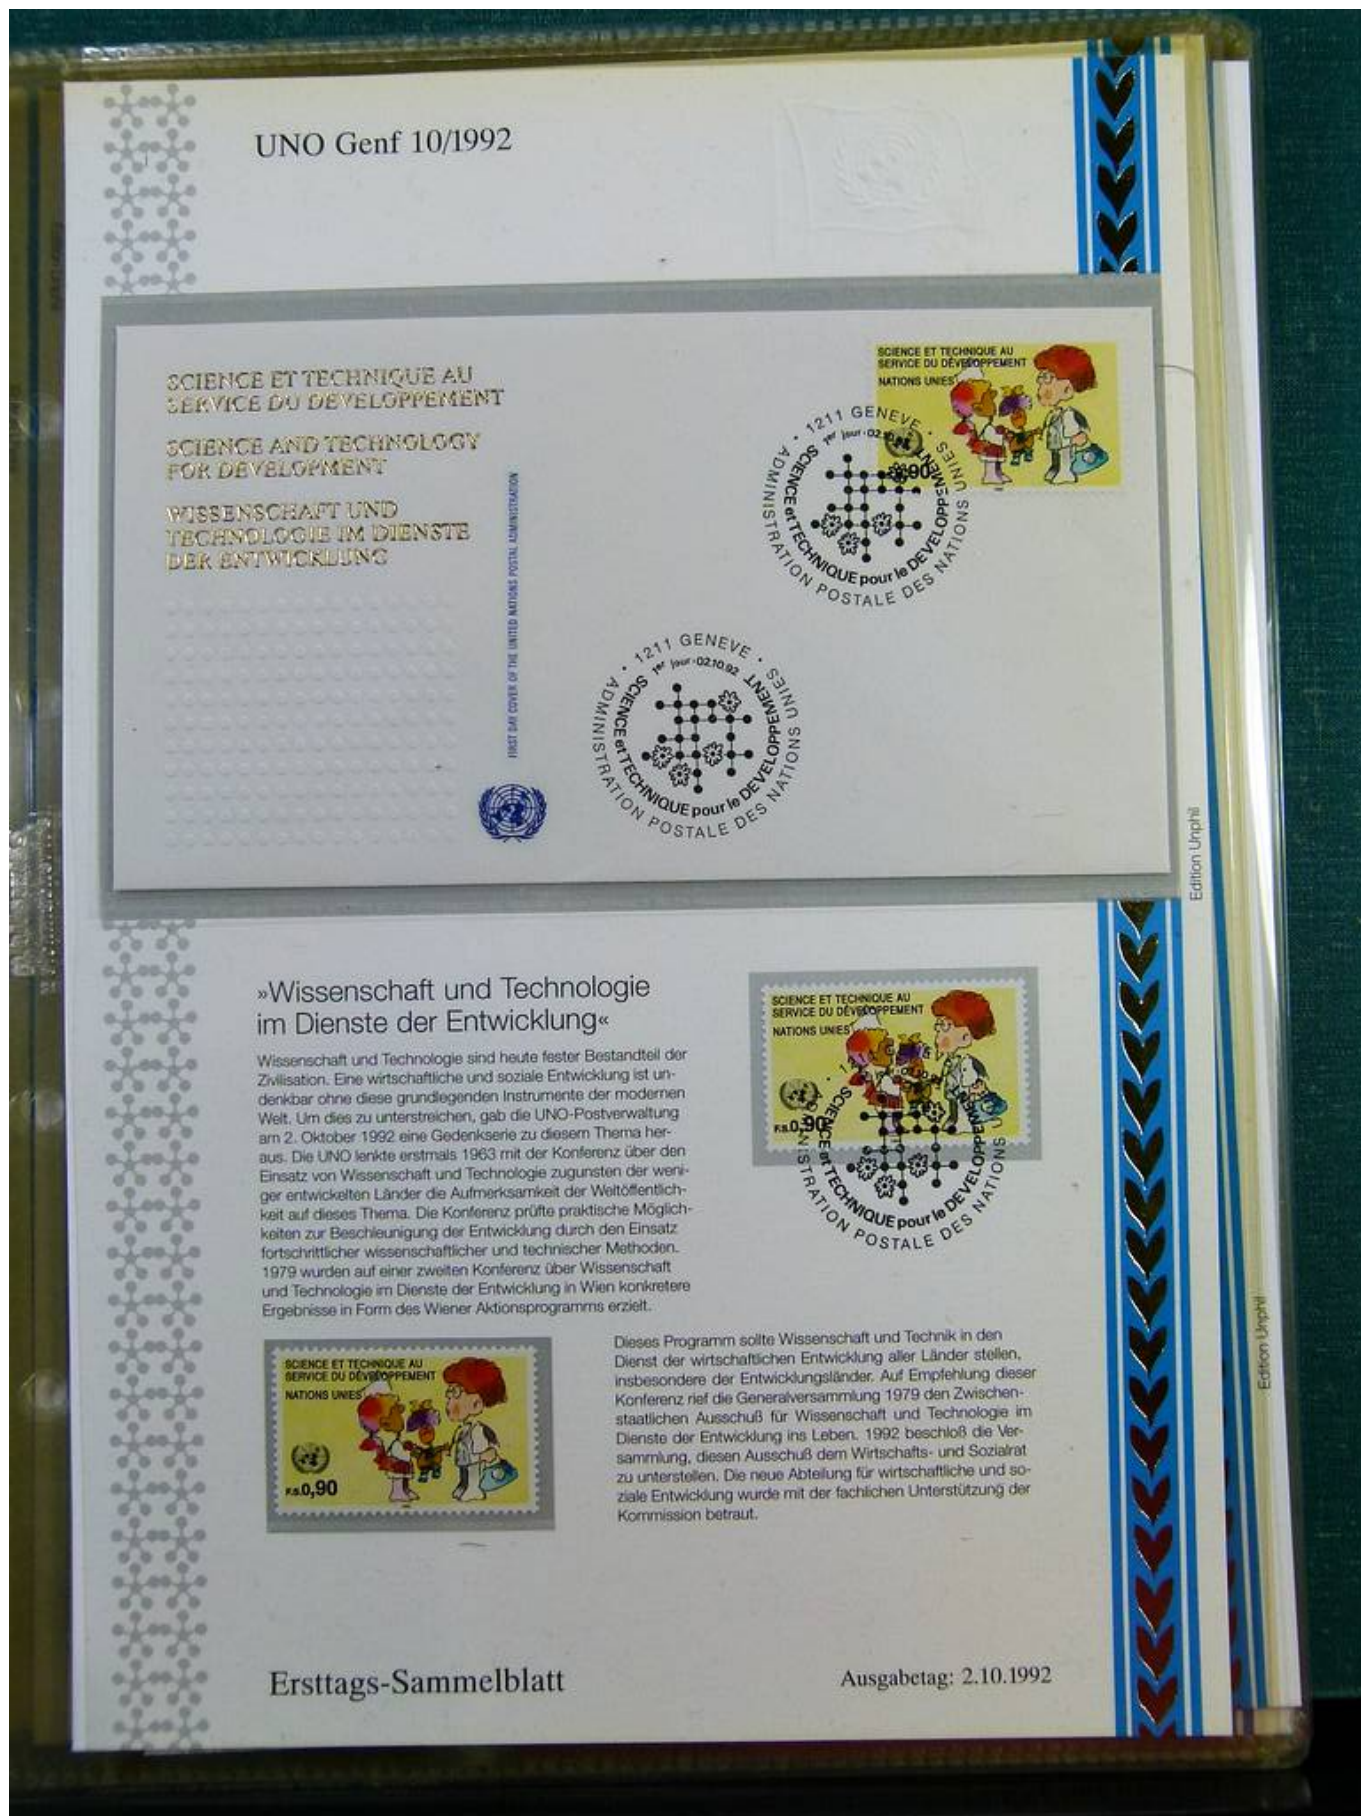 UNO Genf 10/1992
SCIENCE ET TECHNIQUE AU
SERVICE DU DEVELOPPEMENT
SCIENCE AND TECHNOLOGY
FOR DEVELOPMENT
WISSENSCHAFT UND
TECHNOLOGIE IM DIENSTE
DER ENTWICKLUNG
FIRST DAY COVER OF THE UNITED NATIONS POSTAL ADMINISTRATION
SCIENCE ET TECHNIQUE AU
SERVICE DU DÉVELOPPEMENT
NATIONS UNIES
0,90
1211 GENEVE
1er jour - 02.10.
SCIENCE et TECHNIQUE pour le DEVELOPPEMENT
ADMINISTRATION POSTALE DES NATIONS UNIES
1211 GENEVE
1er jour - 02.10.92
SCIENCE et TECHNIQUE pour le DEVELOPPEMENT
ADMINISTRATION POSTALE DES NATIONS UNIES
Edition Unphil
»Wissenschaft und Technologie
im Dienste der Entwicklung«
Wissenschaft und Technologie sind heute fester Bestandteil der
Zivilisation. Eine wirtschaftliche und soziale Entwicklung ist un-
denkbar ohne diese grundlegenden Instrumente der modernen
Welt. Um dies zu unterstreichen, gab die UNO-Postverwaltung
am 2. Oktober 1992 eine Gedenkserie zu diesem Thema her-
aus. Die UNO lenkte erstmals 1963 mit der Konferenz über den
Einsatz von Wissenschaft und Technologie zugunsten der weni-
ger entwickelten Länder die Aufmerksamkeit der Weltöffentlich-
keit auf dieses Thema. Die Konferenz prüfte praktische Möglich-
keiten zur Beschleunigung der Entwicklung durch den Einsatz
fortschrittlicher wissenschaftlicher und technischer Methoden.
1979 wurden auf einer zweiten Konferenz über Wissenschaft
und Technologie im Dienste der Entwicklung in Wien konkretere
Ergebnisse in Form des Wiener Aktionsprogramms erzielt.
SCIENCE ET TECHNIQUE AU
SERVICE DU DÉVELOPPEMENT
NATIONS UNIES
F.S.0,90
SCIENCE et TECHNIQUE pour le DEVELOPPEMENT
POSTALE DES NATIONS UNIES
SCIENCE ET TECHNIQUE AU
SERVICE DU DÉVELOPPEMENT
NATIONS UNIES
F.S.0,90
Dieses Programm sollte Wissenschaft und Technik in den
Dienst der wirtschaftlichen Entwicklung aller Länder stellen,
insbesondere der Entwicklungsländer. Auf Empfehlung dieser
Konferenz rief die Generalversammlung 1979 den Zwischen-
staatlichen Ausschuß für Wissenschaft und Technologie im
Dienste der Entwicklung ins Leben. 1992 beschloß die Ver-
sammlung, diesen Ausschuß dem Wirtschafts- und Sozialrat
zu unterstellen. Die neue Abteilung für wirtschaftliche und so-
ziale Entwicklung wurde mit der fachlichen Unterstützung der
Kommission betraut.
Edition Unphil
Ersttags-Sammelblatt
Ausgabetag: 2.10.1992